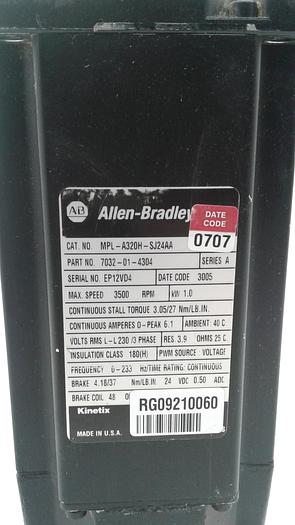 AB Allen-Bradley
DATE CODE
0707
CAT. NO. MPL-A320H-SJ24AA
PART NO. 7032-01-4304 SERIES A
SERIAL NO. EP12VD4 DATE CODE 3005
MAX. SPEED 3500 RPM kW 1.0
CONTINUOUS STALL TORQUE 3.05/27 Nm/LB.IN.
CONTINUOUS AMPERES 0-PEAK 6.1 AMBIENT: 40 C
VOLTS RMS L-L 230 /3 PHASE RES. 3.9 OHMS 25 C
INSULATION CLASS 180(H) PWM SOURCE VOLTAGE
FREQUENCY 0-233 Hz/TIME RATING: CONTINUOUS
BRAKE 4.18/37 Nm/LB.IN. 24 VDC 0.50 ADC
BRAKE COIL 48
Kinetix
RG09210060
MADE IN U.S.A.